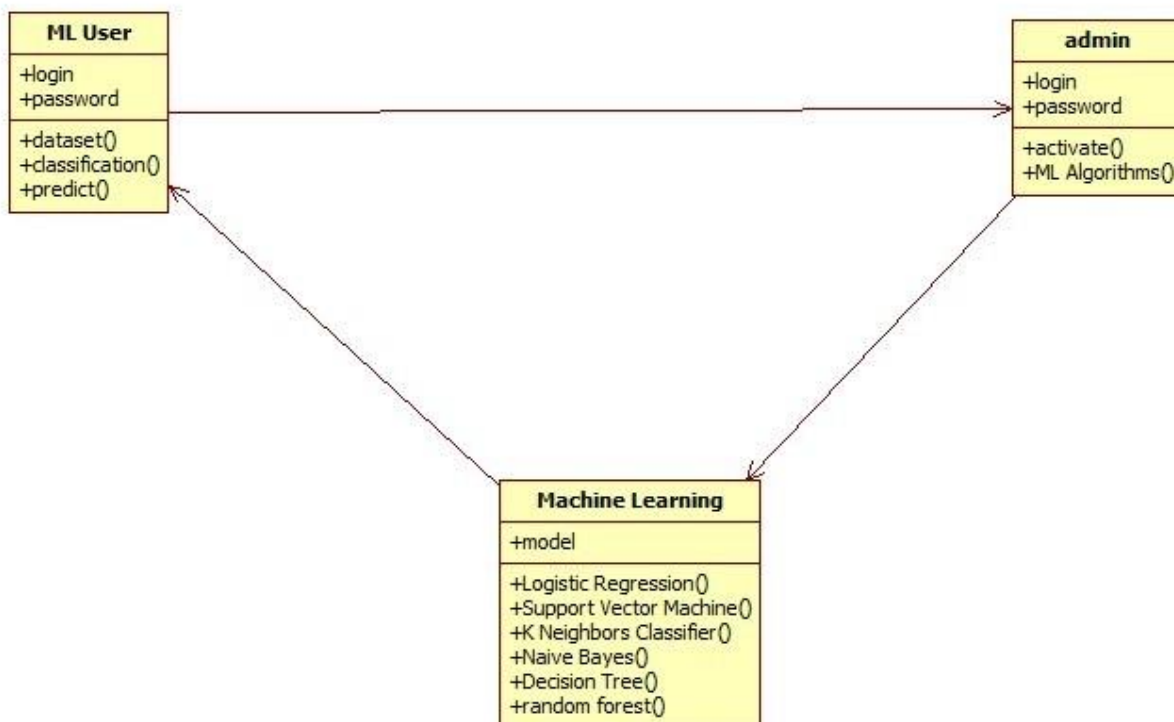 ML User
+login
+password
+dataset()
+classification()
+predict()
admin
+login
+password
+activate()
+ML Algorithms()
Machine Learning
+model
+Logistic Regression()
+Support Vector Machine()
+K Neighbors Classifier()
+Naive Bayes()
+Decision Tree()
+random forest()